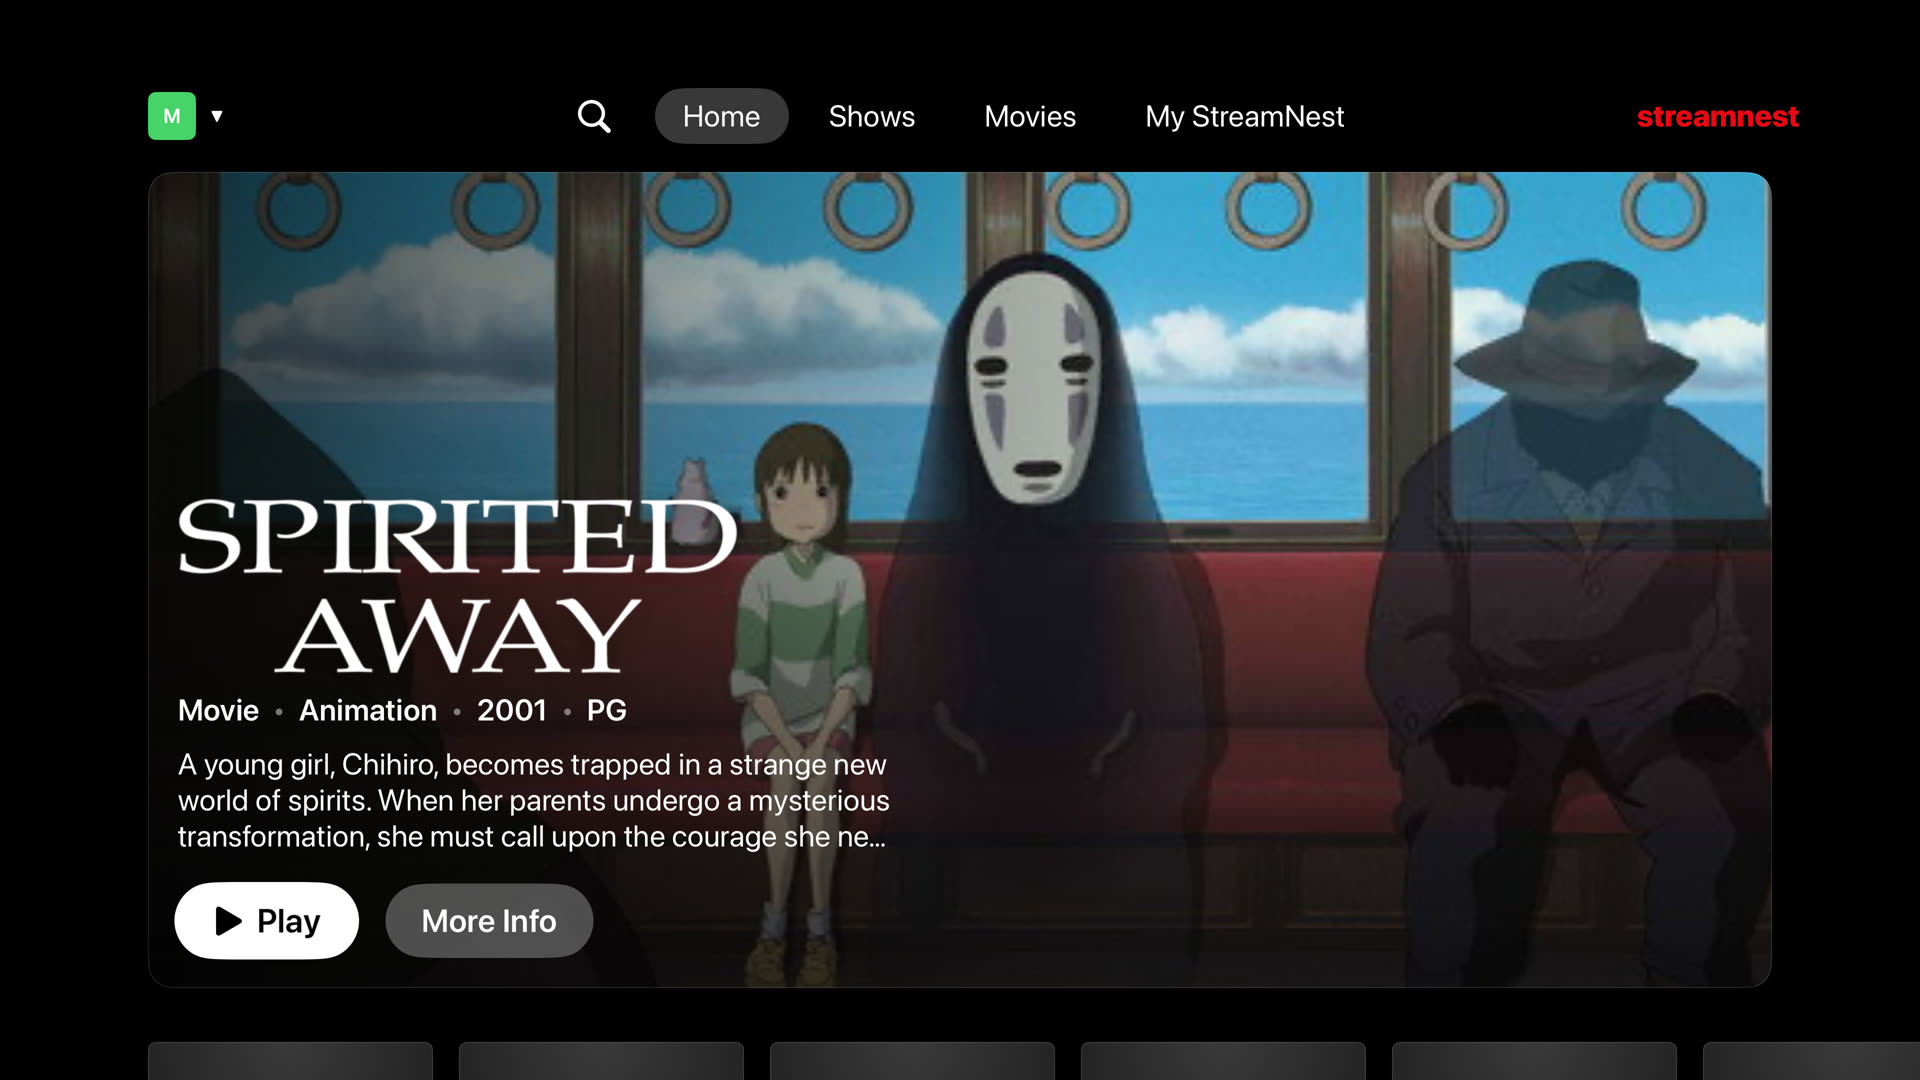 M
Home
Shows
Movies
My StreamNest
streamnest
SPIRITED
AWAY
Movie • Animation • 2001 • PG
A young girl, Chihiro, becomes trapped in a strange new
world of spirits. When her parents undergo a mysterious
transformation, she must call upon the courage she ne...
Play
More Info